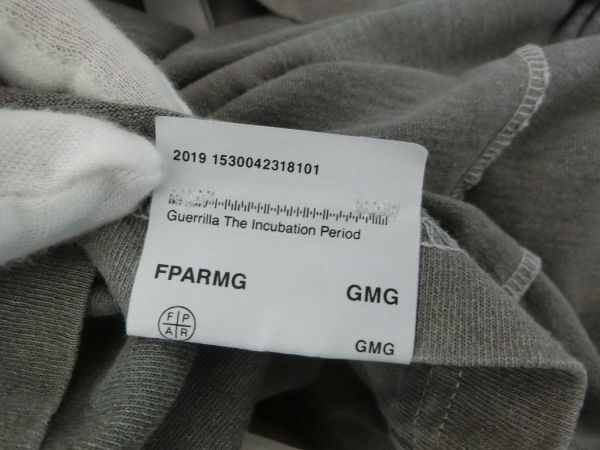 2019 1530042318101
Guerrilla The Incubation Period
FPARMG GMG
F P
A R
GMG